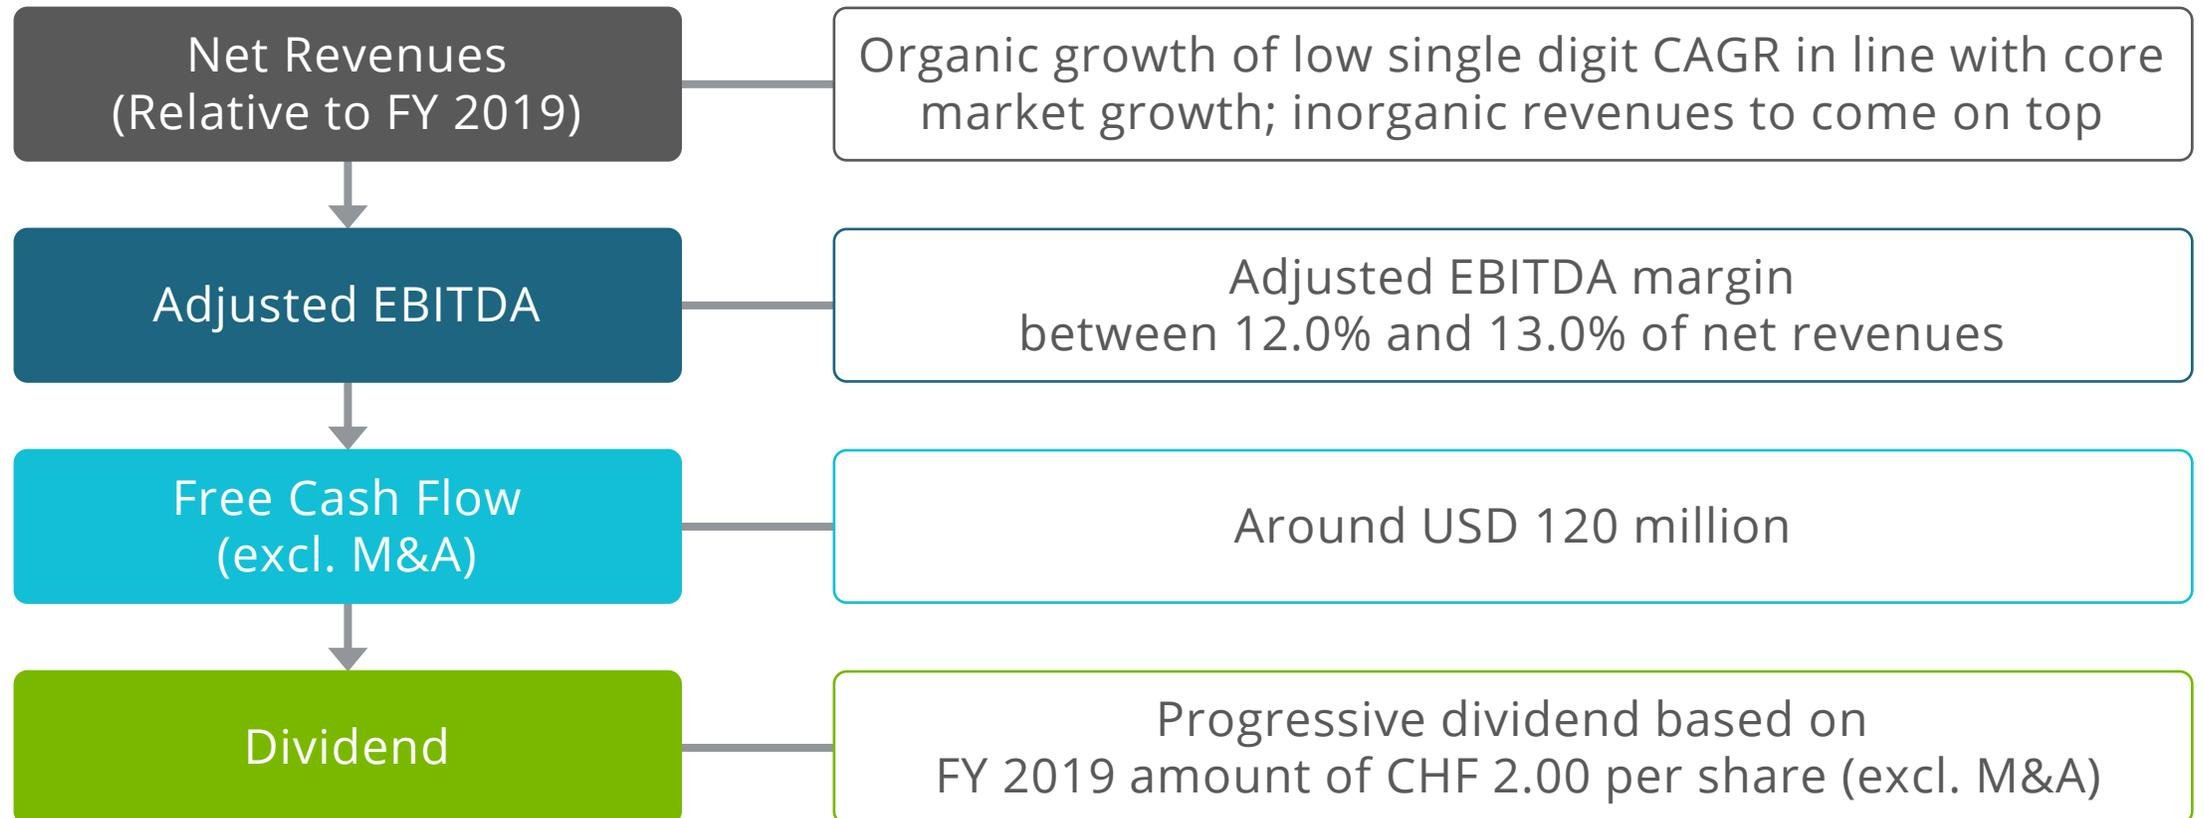 Net Revenues
(Relative to FY 2019)
Organic growth of low single digit CAGR in line with core
market growth; inorganic revenues to come on top
Adjusted EBITDA
Adjusted EBITDA margin
between 12.0% and 13.0% of net revenues
Free Cash Flow
(excl. M&A)
Around USD 120 million
Dividend
Progressive dividend based on
FY 2019 amount of CHF 2.00 per share (excl. M&A)